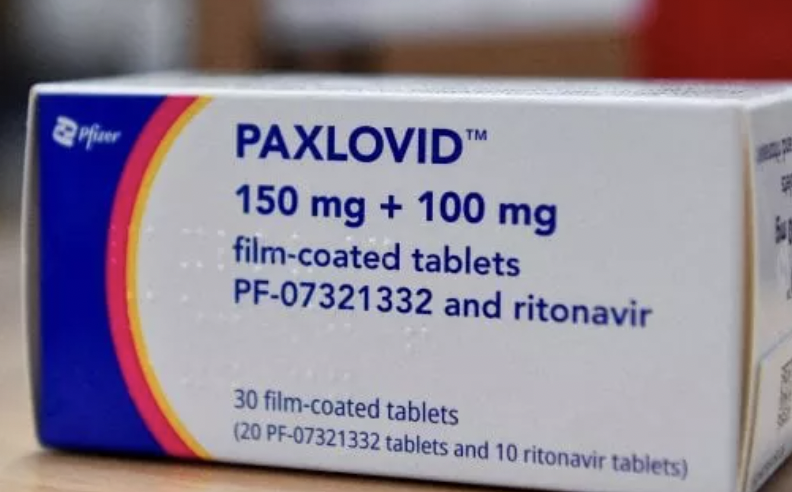 Pfizer
PAXLOVID™
150 mg + 100 mg
film-coated tablets
PF-07321332 and ritonavir
30 film-coated tablets
(20 PF-07321332 tablets and 10 ritonavir tablets)